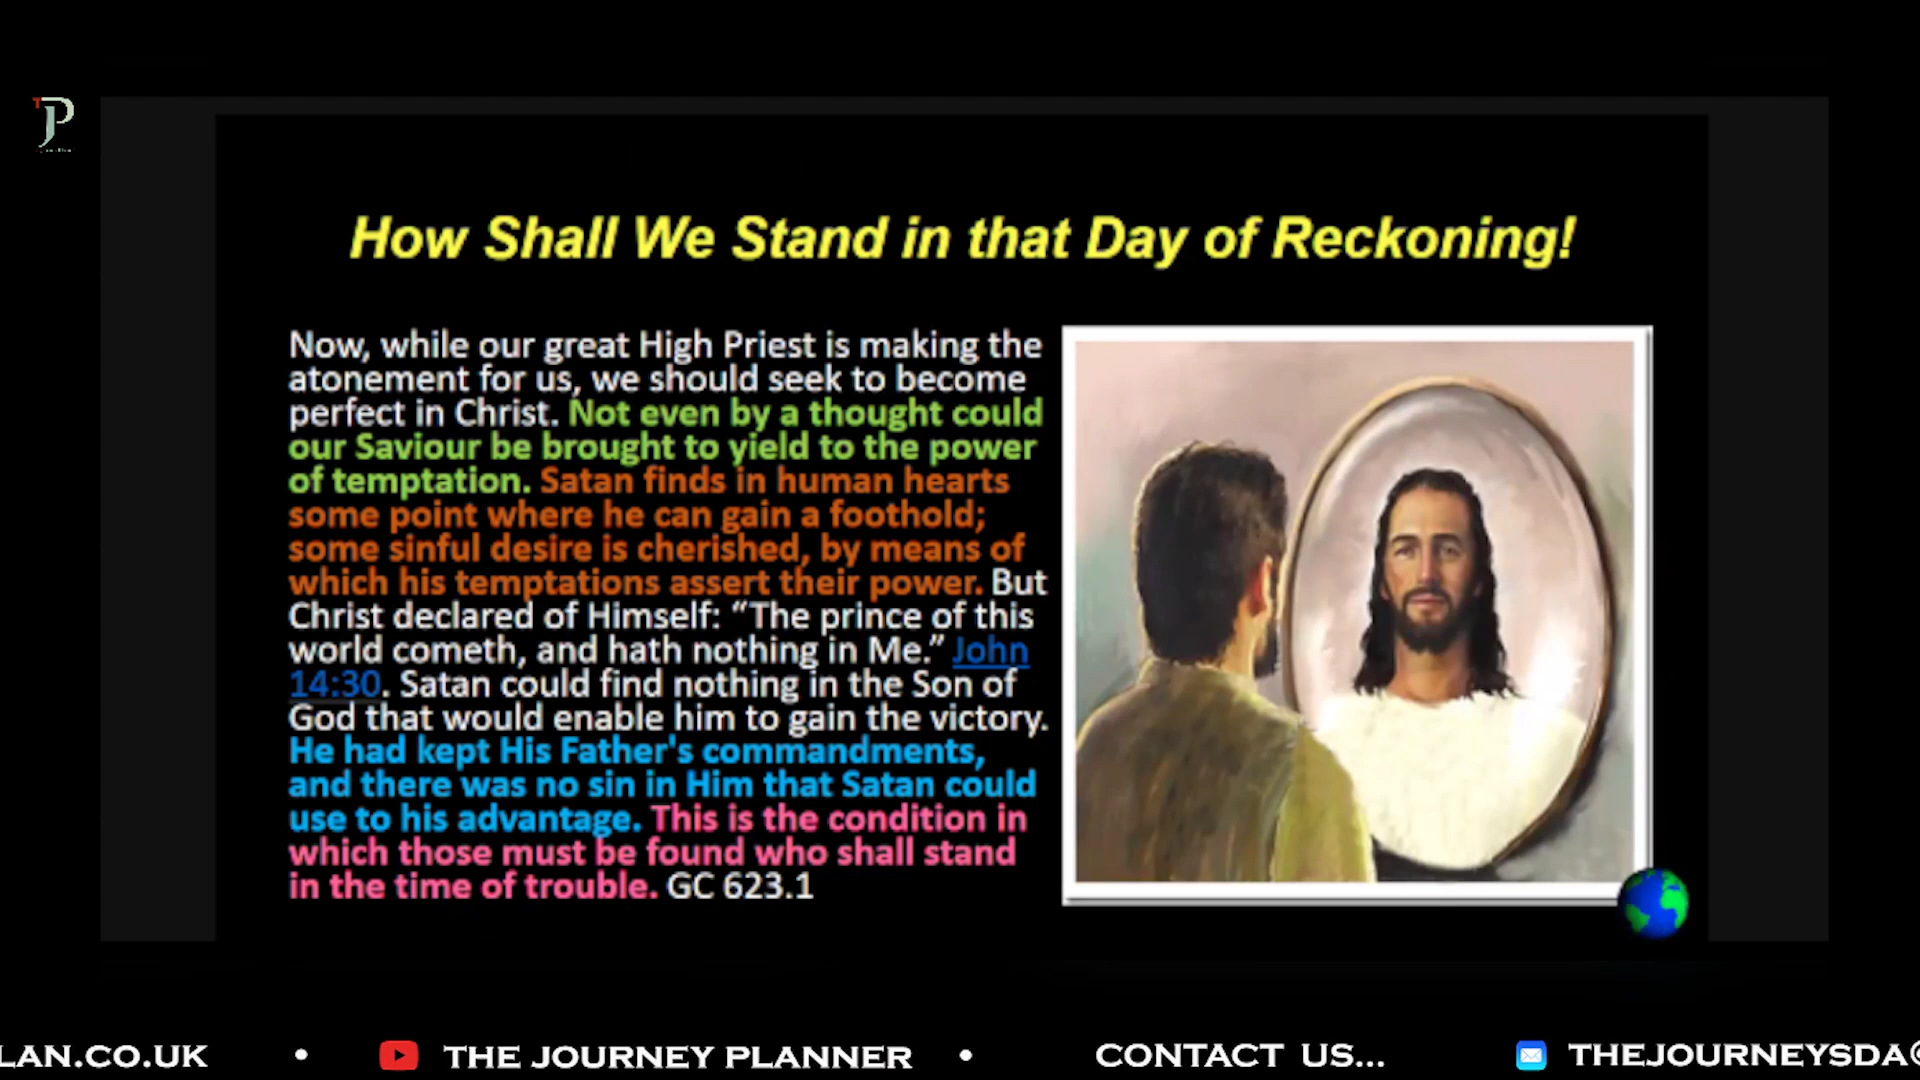 TJP
How Shall We Stand in that Day of Reckoning!
Now, while our great High Priest is making the
atonement for us, we should seek to become
perfect in Christ. Not even by a thought could
our Saviour be brought to yield to the power
of temptation. Satan finds in human hearts
some point where he can gain a foothold;
some sinful desire is cherished, by means of
which his temptations assert their power. But
Christ declared of Himself: “The prince of this
world cometh, and hath nothing in Me.” John
14:30. Satan could find nothing in the Son of
God that would enable him to gain the victory.
He had kept His Father's commandments,
and there was no sin in Him that Satan could
use to his advantage. This is the condition in
which those must be found who shall stand
in the time of trouble. GC 623.1
LAN.CO.UK • THE JOURNEY PLANNER • CONTACT US... THEJOURNEYSDA@